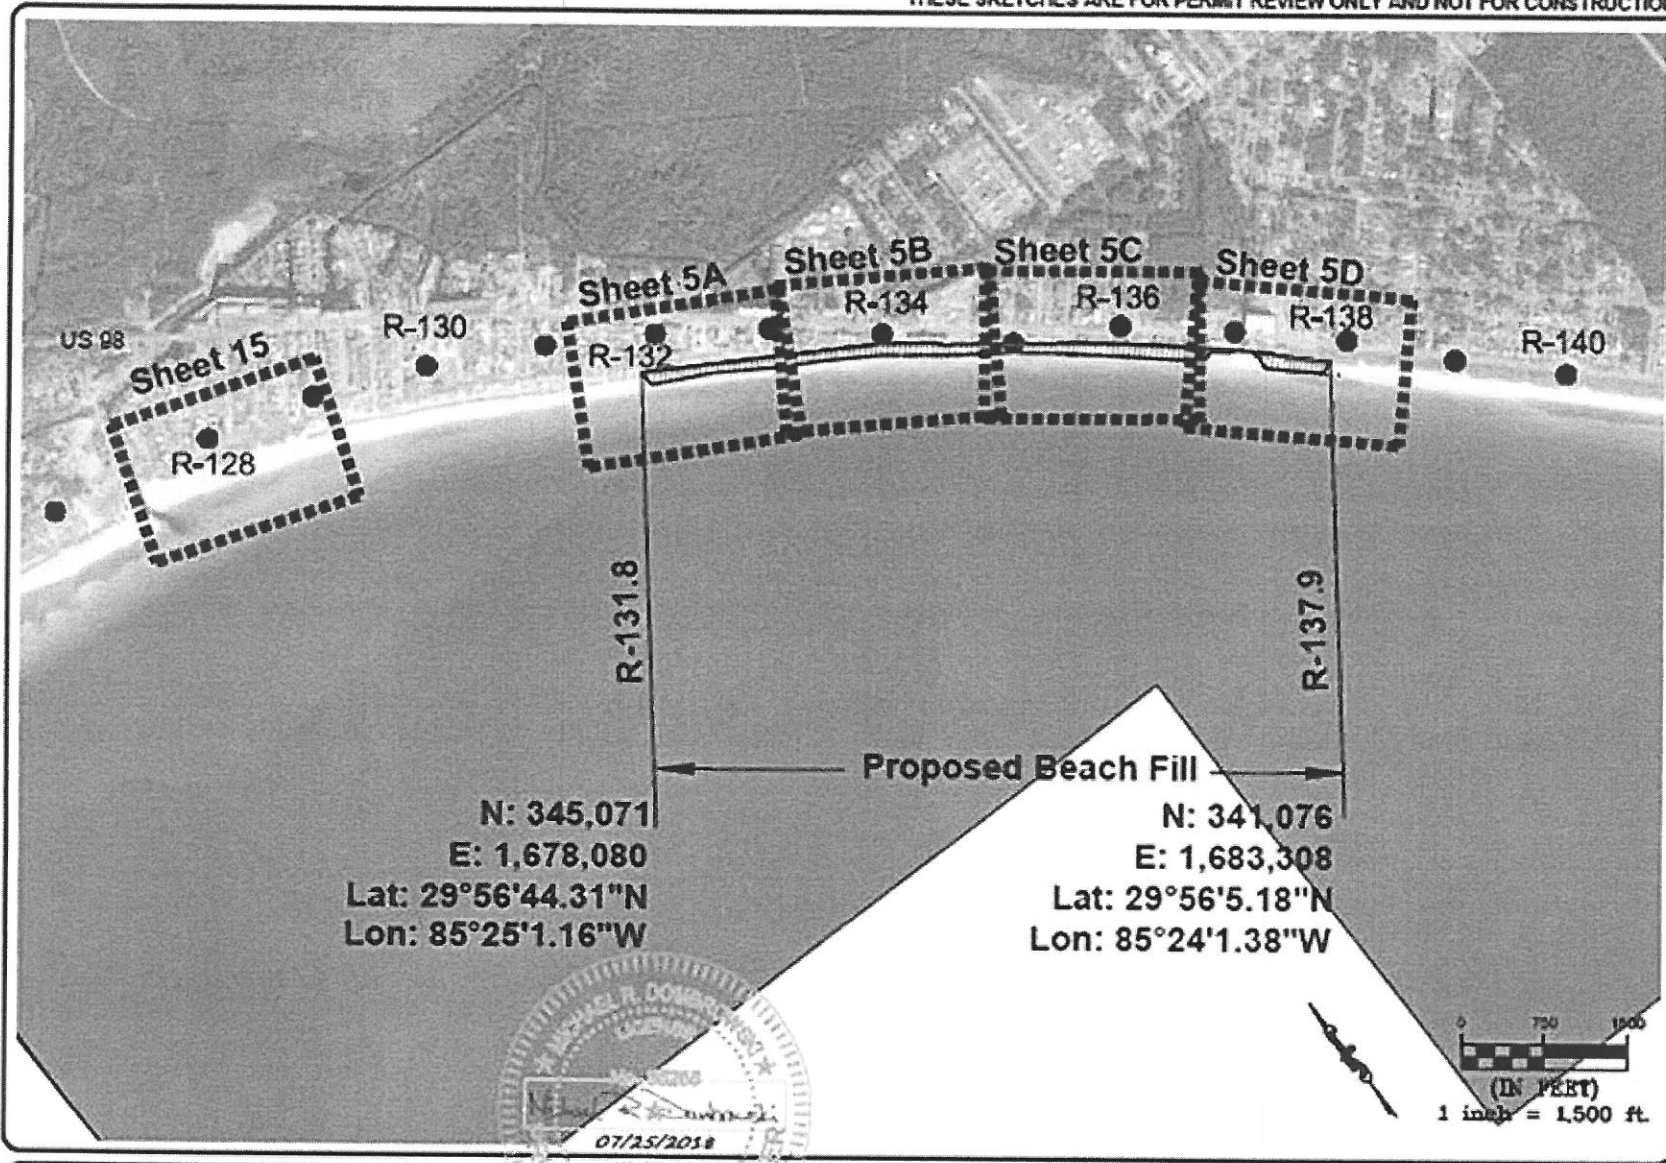 THESE SKETCHES ARE FOR PERMIT REVIEW ONLY AND NOT FOR CONSTRUCTION
Sheet 5A
Sheet 5B
Sheet 5C
Sheet 5D
R-134
R-136
R-138
R-130
US 98
Sheet 15
R-132
R-140
R-128
R-131.8
R-137.9
Proposed Beach Fill
N: 345,071
E: 1,678,080
Lat: 29°56'44.31"N
Lon: 85°25'1.16"W
N: 341,076
E: 1,683,308
Lat: 29°56'5.18"N
Lon: 85°24'1.38"W
MICHAEL R. DOMBROWSKI
0 750 1500
(IN FEET)
1 inch = 1,500 ft.
07/25/2018